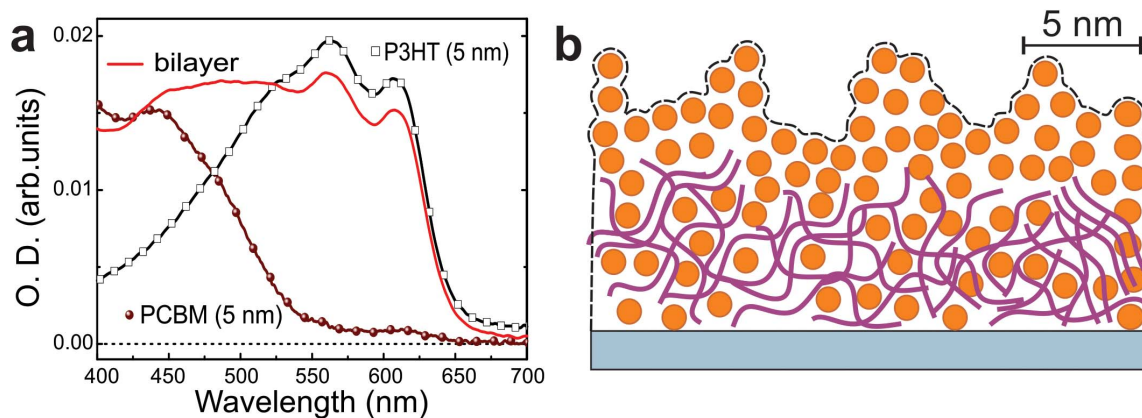 a
0.02
0.01
0.00
O. D. (arb.units)
bilayer
P3HT (5 nm)
PCBM (5 nm)
400 450 500 550 600 650 700
Wavelength (nm)
b
5 nm